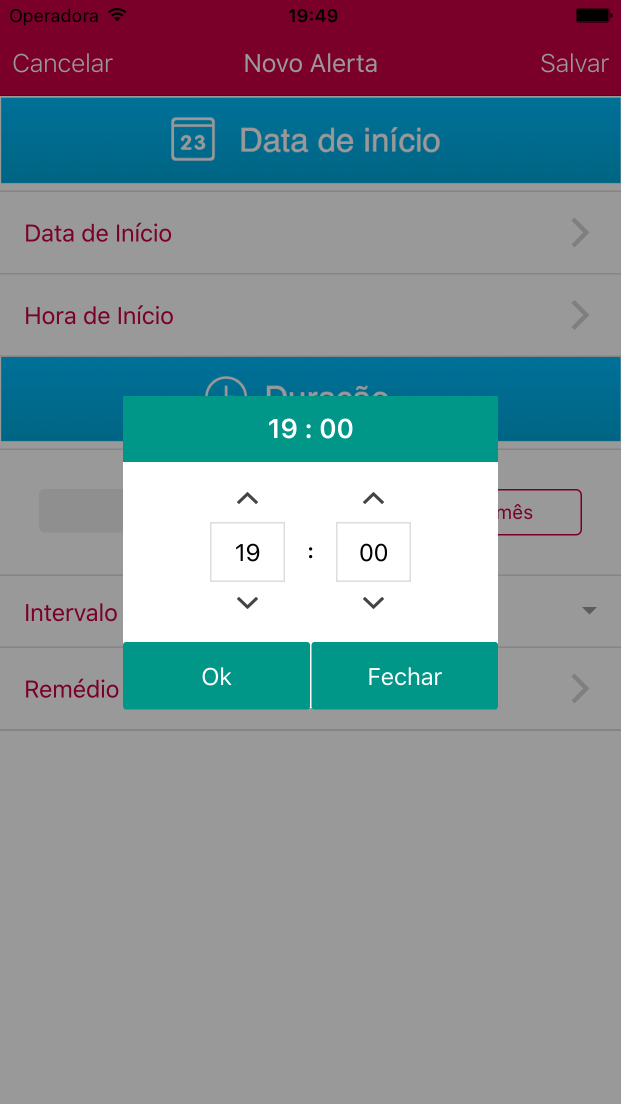 Operadora 19:49
Cancelar Novo Alerta Salvar
23 Data de início
Data de Início
Hora de Início
Duração
19 : 00
mês
19 : 00
Intervalo
Ok Fechar
Remédio